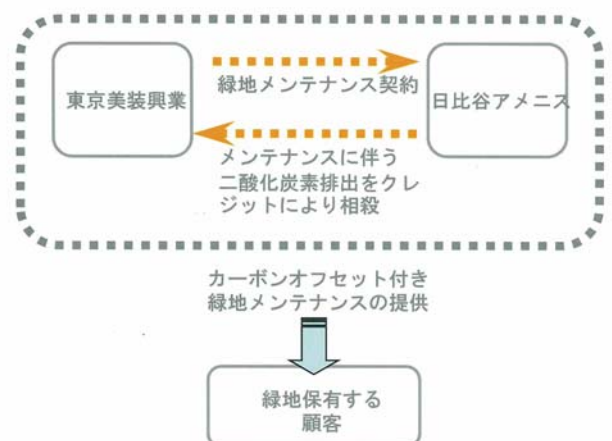 東京美装興業
緑地メンテナンス契約
日比谷アメニス
メンテナンスに伴う
二酸化炭素排出をクレ
ジットにより相殺
カーボンオフセット付き
緑地メンテナンスの提供
緑地保有する
顧客